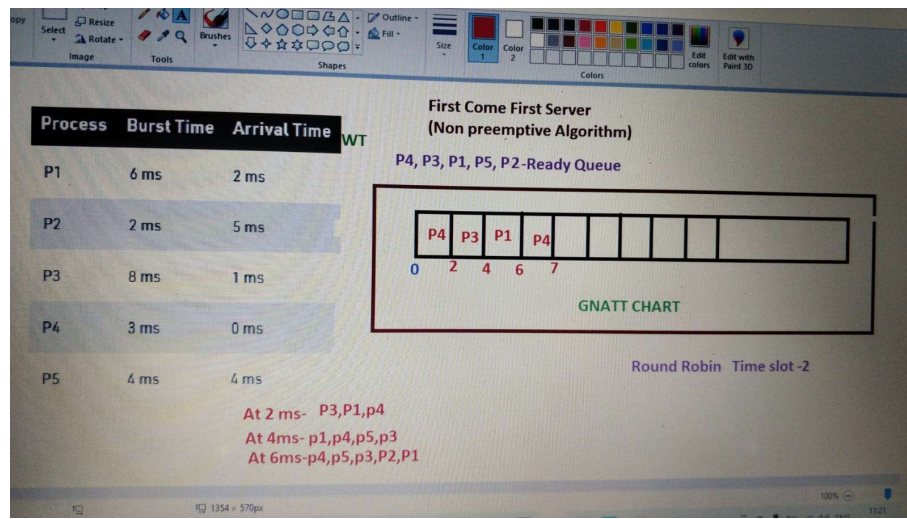 opy
Select
Resize
Rotate
Image
A
Tools
Brushes
Shapes
Outline
Fill
Size
Color
1
Color
2
Colors
Edit
colors
Edit with
Paint 3D
Process Burst Time Arrival Time WT
P1 6 ms 2 ms
P2 2 ms 5 ms
P3 8 ms 1 ms
P4 3 ms 0 ms
P5 4 ms 4 ms
First Come First Server
(Non preemptive Algorithm)
P4, P3, P1, P5, P2-Ready Queue
P4 P3 P1 P4
0 2 4 6 7
GNATT CHART
Round Robin Time slot -2
At 2 ms- P3,P1,p4
At 4ms- p1,p4,p5,p3
At 6ms-p4,p5,p3,P2,P1
1354 × 570px
100%
11:21